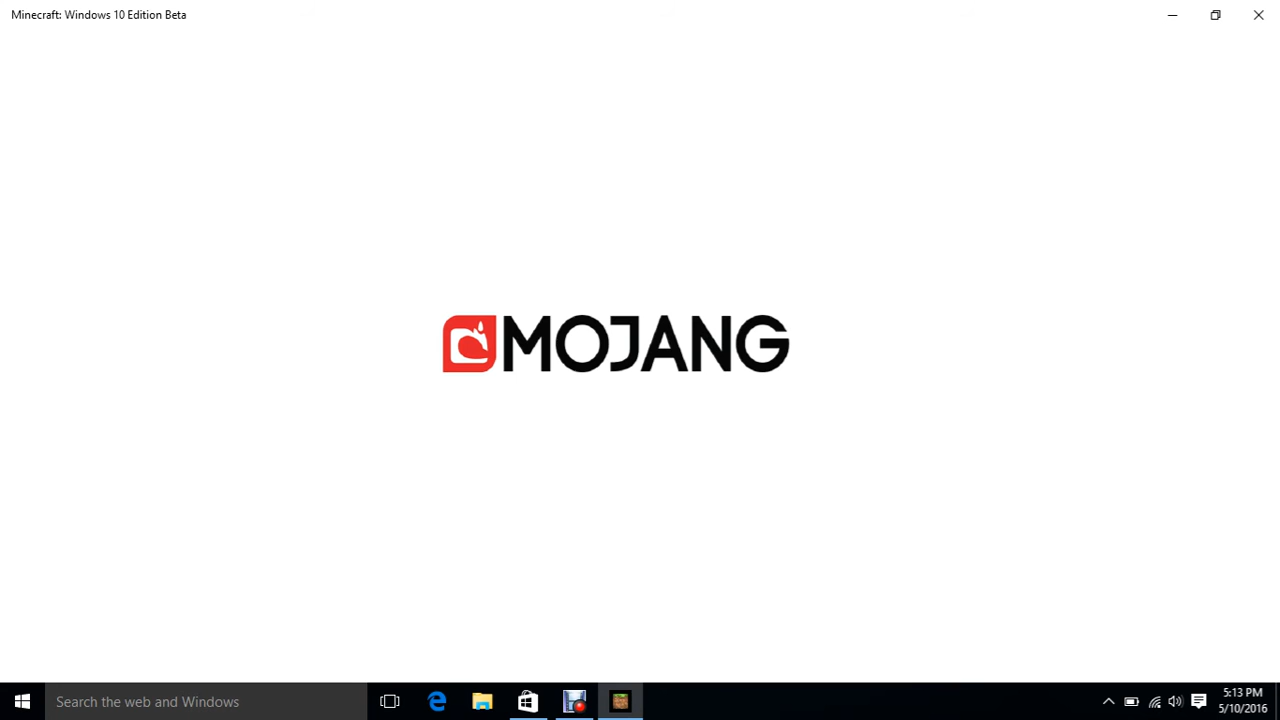 Minecraft: Windows 10 Edition Beta
MOJANG
Search the web and Windows
5:13 PM
5/10/2016